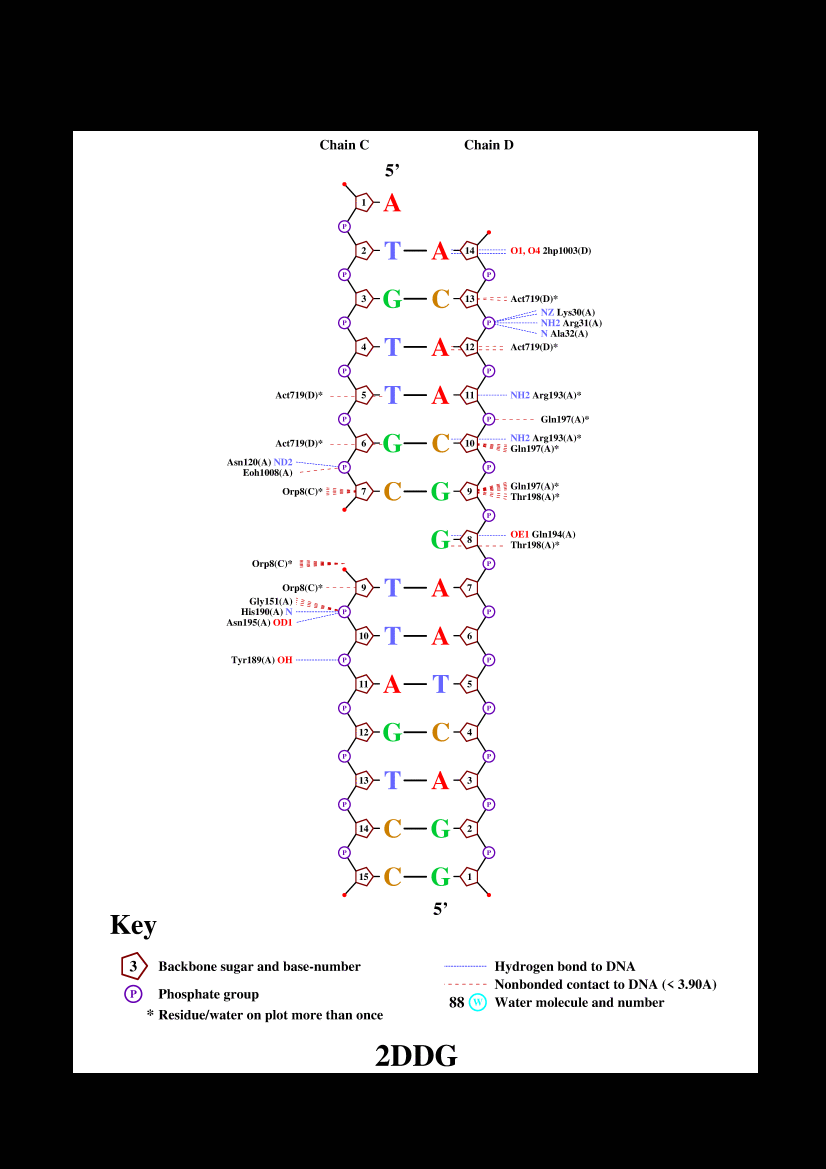 Chain C Chain D
5’
1 A
P
2 T A 14 O1, O4 2hp1003(D)
P P
3 G C 13 Act719(D)*
NZ Lys30(A)
P P NH2 Arg31(A)
N Ala32(A)
4 T A 12 Act719(D)*
P P
Act719(D)* 5 T A 11 NH2 Arg193(A)*
P P Gln197(A)*
NH2 Arg193(A)*
Act719(D)* 6 G C 10
Gln197(A)*
Asn120(A) ND2
P P
Eoh1008(A)
Gln197(A)*
Orp8(C)* 7 C G 9
Thr198(A)*
P
OE1 Gln194(A)
G 8
Thr198(A)*
Orp8(C)* P
Orp8(C)* 9 T A 7
Gly151(A)
His190(A) N P P
Asn195(A) OD1
10 T A 6
Tyr189(A) OH P P
11 A T 5
P P
12 G C 4
P P
13 T A 3
P P
14 C G 2
P P
15 C G 1
5’
Key
3 Backbone sugar and base-number
P Phosphate group
* Residue/water on plot more than once
Hydrogen bond to DNA
Nonbonded contact to DNA (< 3.90A)
88 W Water molecule and number
2DDG